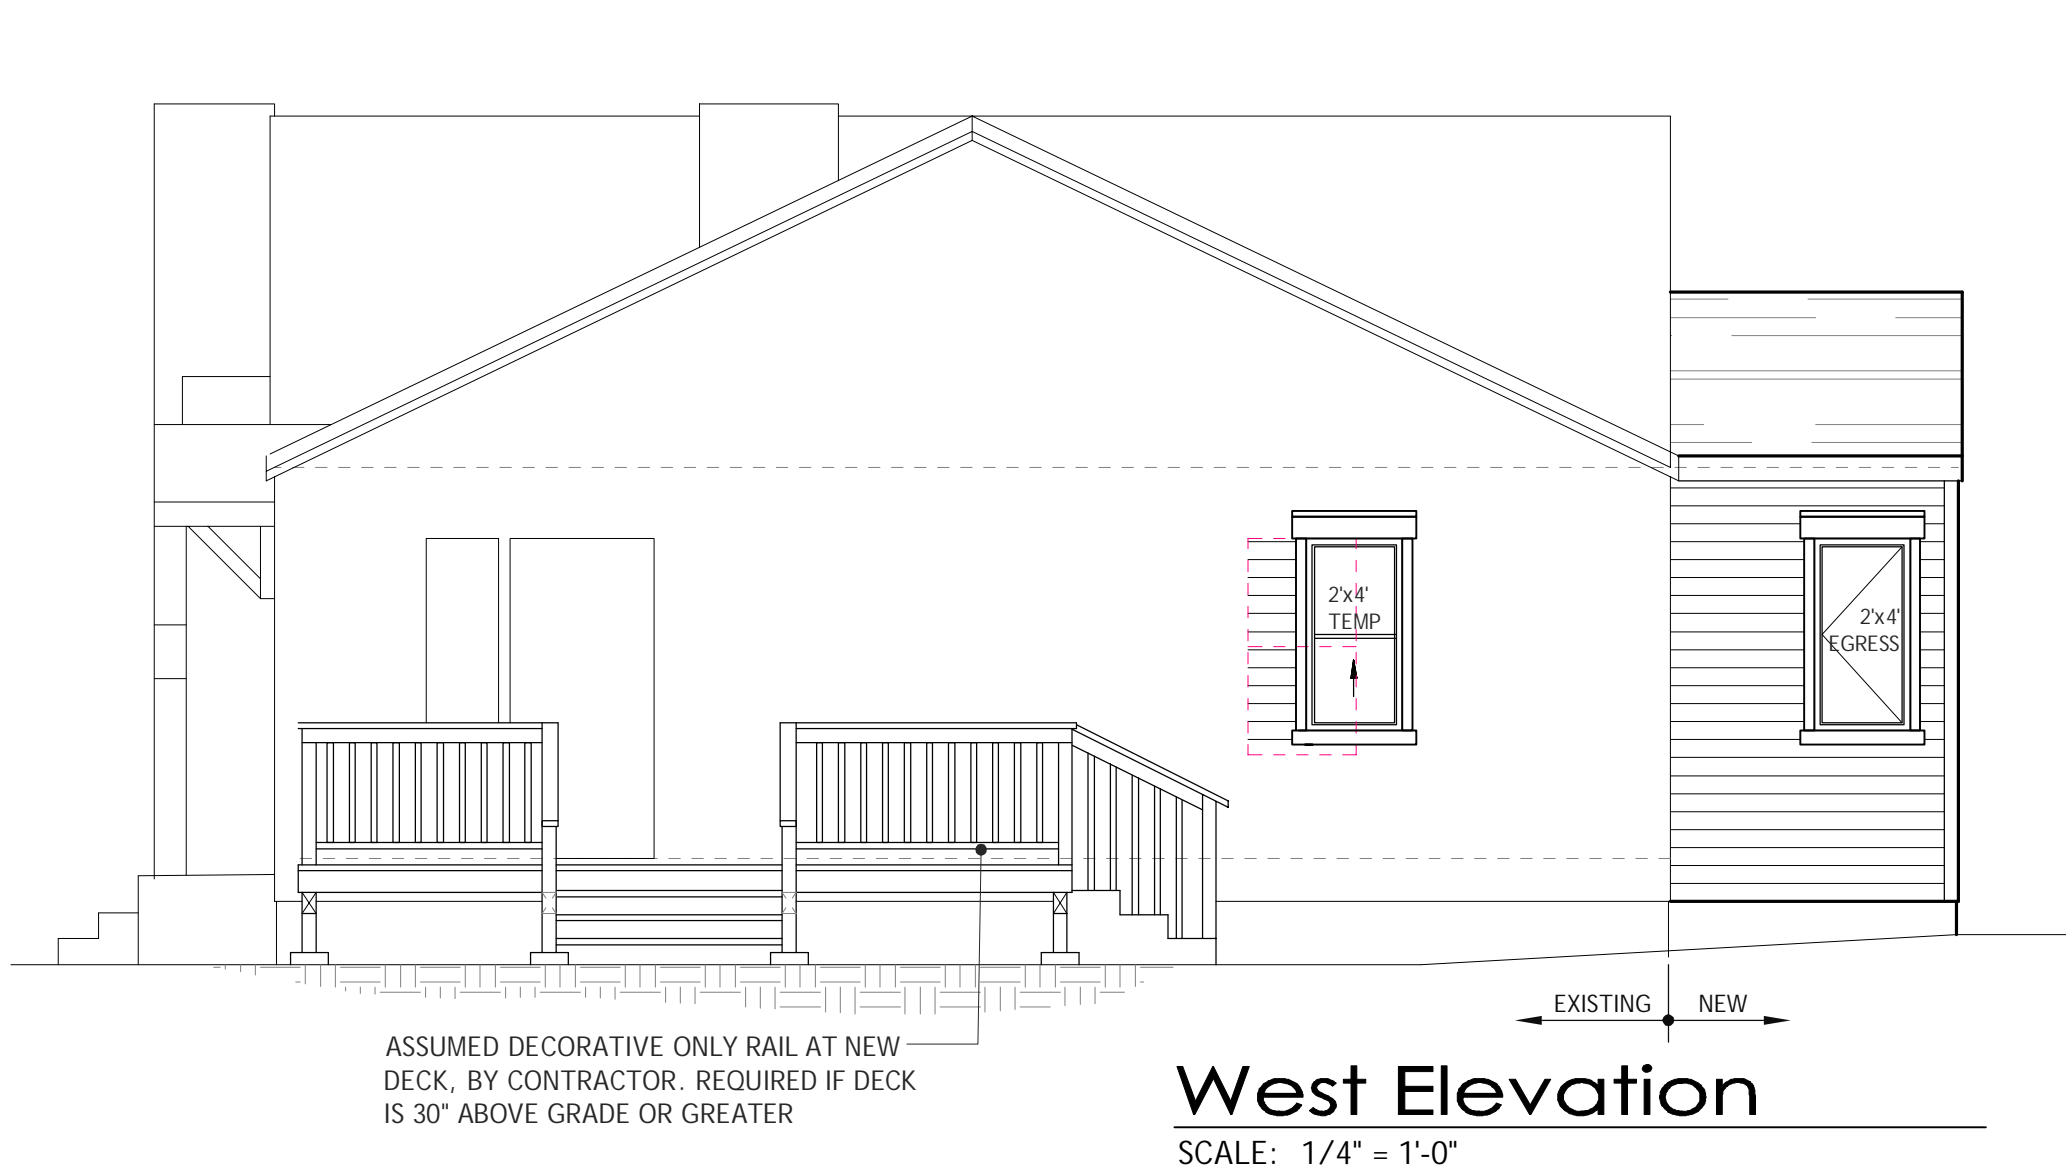 2'x4'
TEMP
2'x4'
EGRESS
EXISTING
NEW
ASSUMED DECORATIVE ONLY RAIL AT NEW
DECK, BY CONTRACTOR. REQUIRED IF DECK
IS 30" ABOVE GRADE OR GREATER
West Elevation
SCALE: 1/4" = 1'-0"